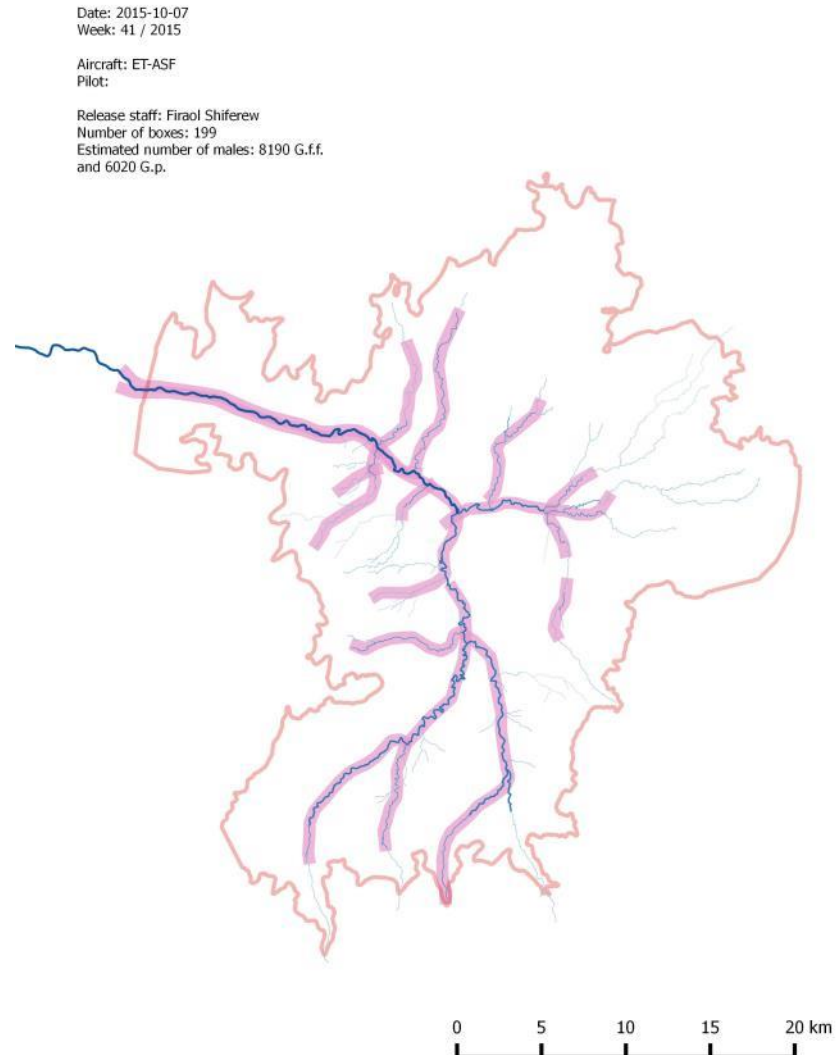 Date: 2015-10-07
Week: 41 / 2015
Aircraft: ET-ASF
Pilot:
Release staff: Firaol Shiferew
Number of boxes: 199
Estimated number of males: 8190 G.f.f.
and 6020 G.p.
0 5 10 15 20 km